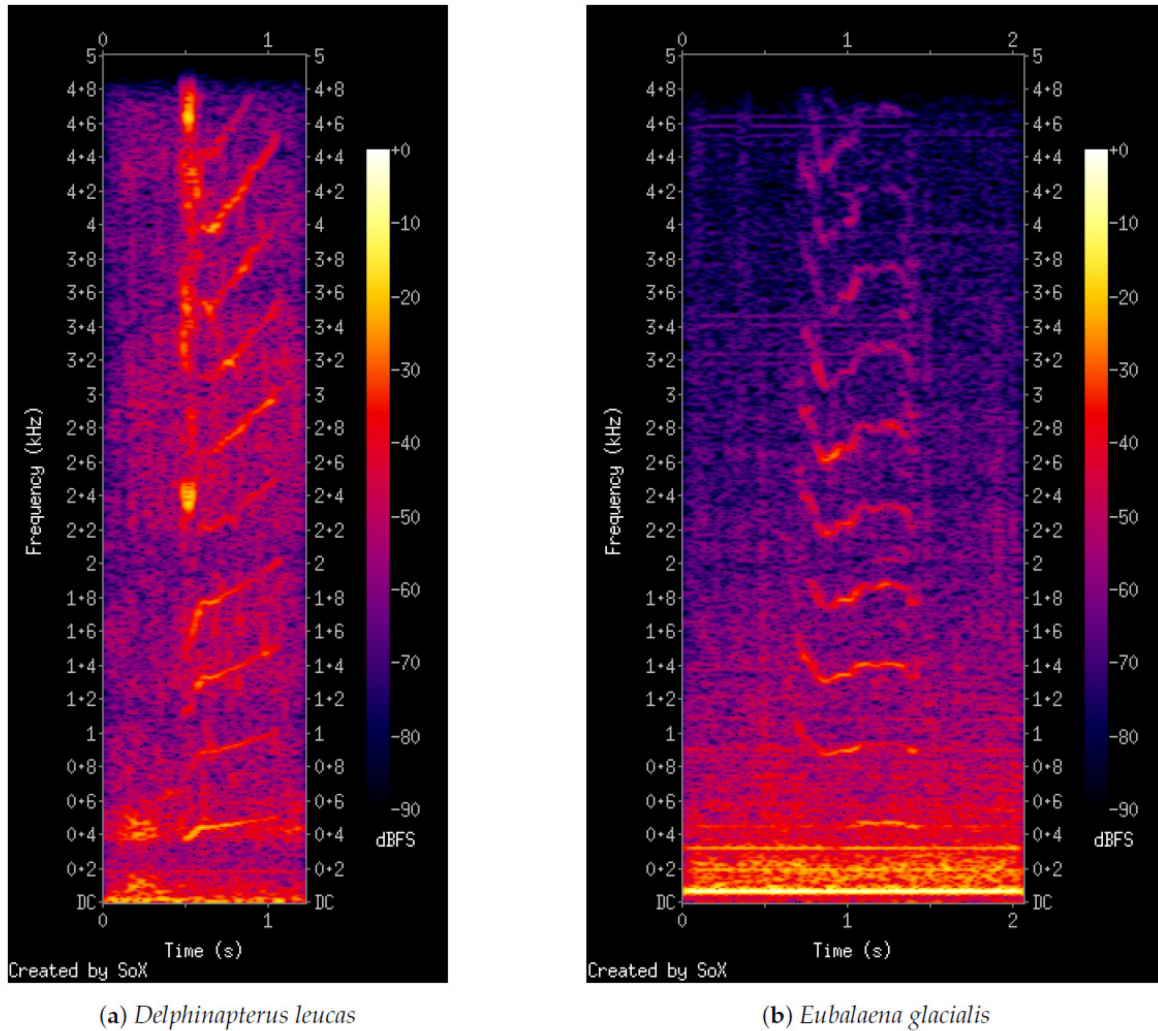 0 1
5 5
4·8 4·8
4·6 4·6
4·4 4·4 +0
4·2 4·2
4 4 -10
3·8 3·8
3·6 3·6 -20
3·4 3·4
3·2 3·2 -30
3 3
2·8 2·8 -40
2·6 2·6
2·4 2·4 -50
2·2 2·2
2 2 -60
1·8 1·8
1·6 1·6 -70
1·4 1·4
1·2 1·2
1 1 -80
0·8 0·8
0·6 0·6 -90
0·4 0·4 dBFS
0·2 0·2
DC DC
0 1
Frequency (kHz)
Time (s)
Created by SoX
(a) Delphinapterus leucas
0 1 2
5 5
4·8 4·8
4·6 4·6
4·4 4·4 +0
4·2 4·2
4 4 -10
3·8 3·8
3·6 3·6 -20
3·4 3·4
3·2 3·2 -30
3 3
2·8 2·8 -40
2·6 2·6
2·4 2·4 -50
2·2 2·2
2 2 -60
1·8 1·8
1·6 1·6 -70
1·4 1·4
1·2 1·2
1 1 -80
0·8 0·8
0·6 0·6 -90
0·4 0·4 dBFS
0·2 0·2
DC DC
0 1 2
Frequency (kHz)
Time (s)
Created by SoX
(b) Eubalaena glacialis